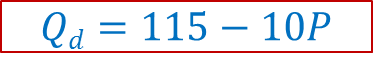 Q_d = 115 − 10P